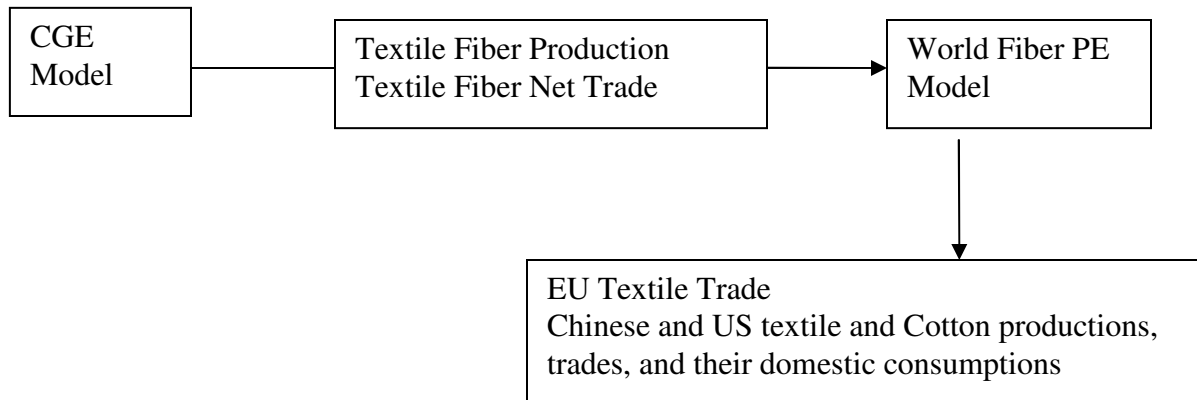 CGE
Model
Textile Fiber Production
Textile Fiber Net Trade
World Fiber PE
Model
EU Textile Trade
Chinese and US textile and Cotton productions,
trades, and their domestic consumptions